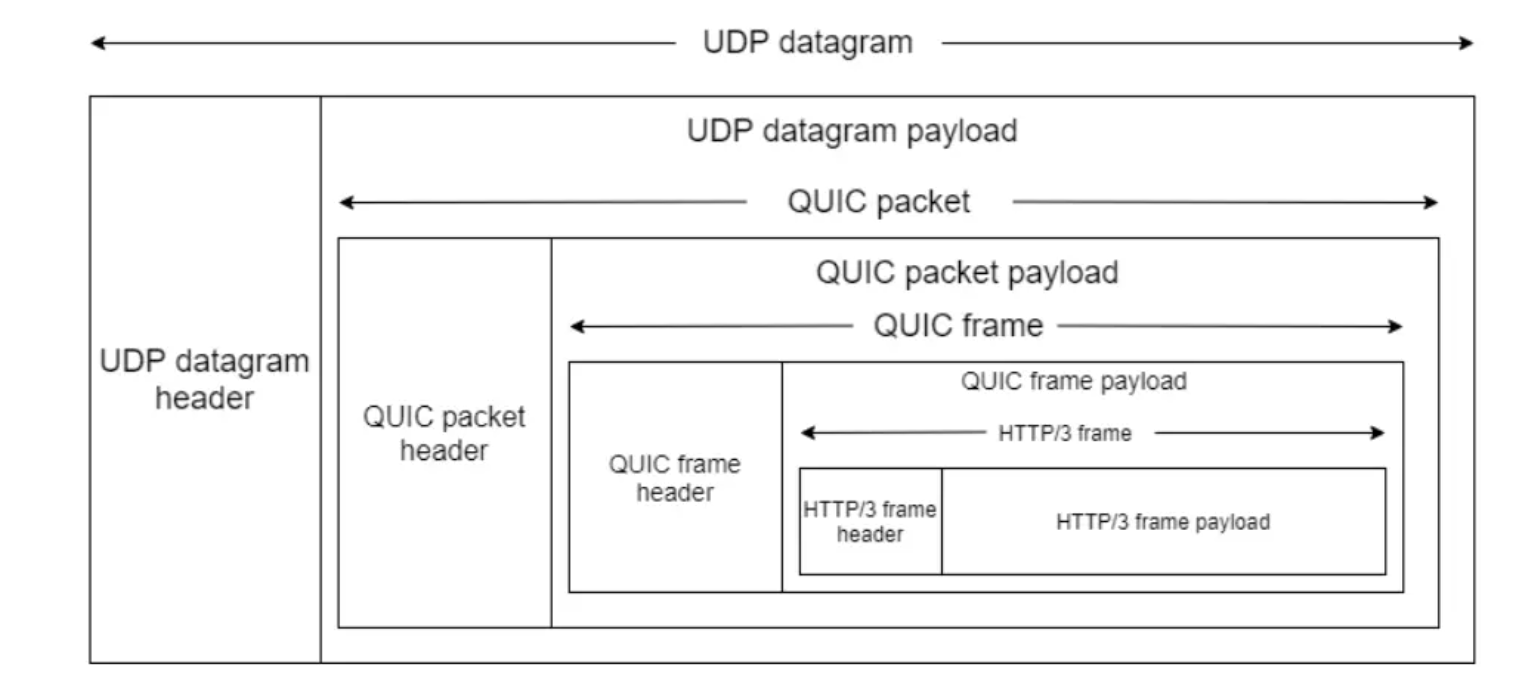 UDP datagram
UDP datagram payload
QUIC packet
QUIC packet payload
QUIC frame
UDP datagram
header
QUIC packet
header
QUIC frame payload
HTTP/3 frame
QUIC frame
header
HTTP/3 frame
header
HTTP/3 frame payload